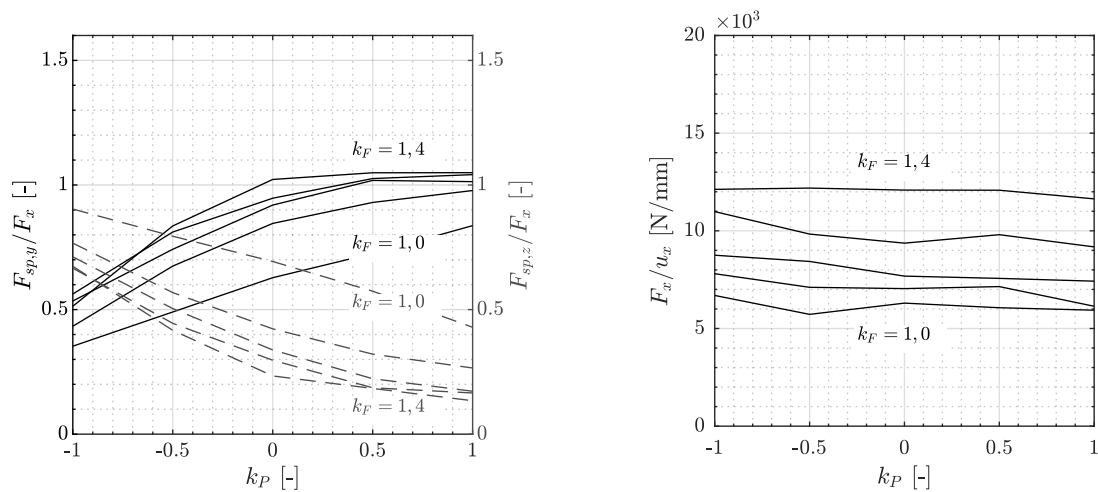 ×10³
1.5
1.5
20
15
10
5
0
1
1
0.5
0.5
0
0
k_F = 1,4
k_F = 1,0
k_F = 1,0
k_F = 1,4
k_F = 1,4
k_F = 1,0
F_{sp,y}/F_x [-]
F_{sp,z}/F_x [-]
F_x/u_x [N/mm]
-1 -0.5 0 0.5 1
-1 -0.5 0 0.5 1
k_P [-]
k_P [-]